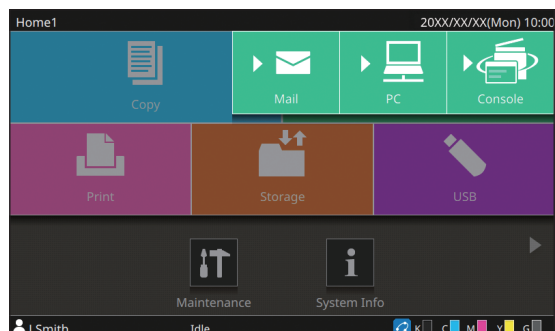 Home1 20XX/XX/XX(Mon) 10:00
Copy Mail PC Console
Print Storage USB
Maintenance System Info
J.Smith Idle K C M Y G